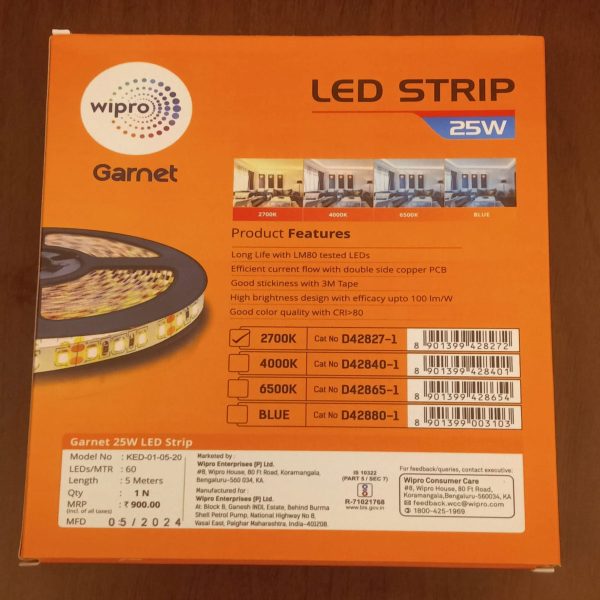 wipro
Garnet
LED STRIP
25W
2700K 4000K 6500K BLUE
Product Features
Long Life with LM80 tested LEDs
Efficient current flow with double side copper PCB
Good stickiness with 3M Tape
High brightness design with efficacy upto 100 lm/W
Good color quality with CRI>80
2700K Cat No D42827-1
8 901399 428272
4000K Cat No D42840-1
8 901399 428401
6500K Cat No D42865-1
8 901399 428654
BLUE Cat No D42880-1
8 901399 003103
Garnet 25W LED Strip
Model No : KED-01-05-20
LEDs/MTR : 60
Length : 5 Meters
Qty : 1 N
MRP : ₹ 900.00
(incl. of all taxes)
MFD 05/2024
Marketed by :
Wipro Enterprises (P) Ltd.
#8, Wipro House, 80 Ft Road, Koramangala,
Bengaluru-560 034, KA.
Manufactured for :
Wipro Enterprises (P) Ltd.
At: Block B, Ganesh INDL Estate, Behind Burma
Shell Petrol Pump, National Highway No 8,
Vasai East, Palghar Maharashtra, India-401208.
IS 10322
(PART 5 / SEC 7)
R-71021768
www.bis.gov.in
For feedback/queries, contact executive:
Wipro Consumer Care
#8, Wipro House, 80 Ft Road,
Koramangala,Bengaluru-560034, KA
feedback.wcc@wipro.com
1800-425-1969